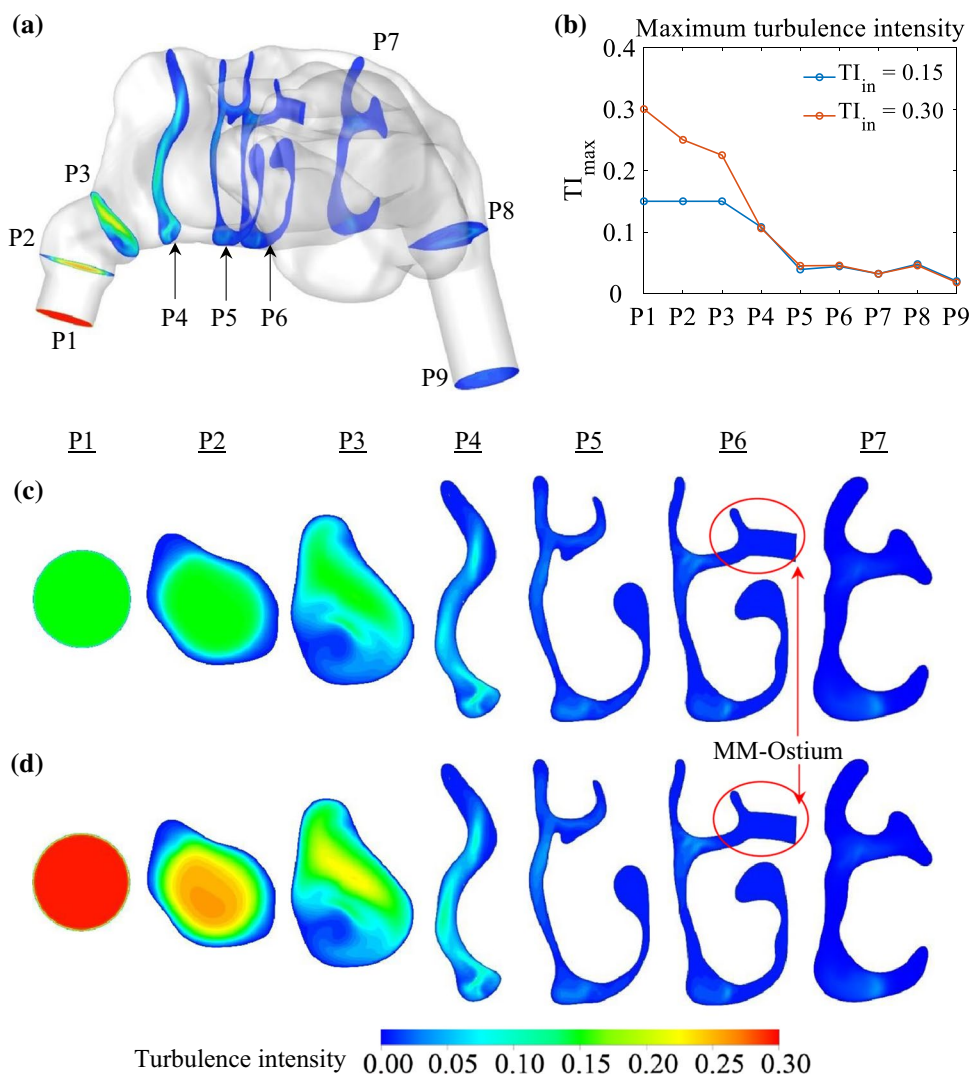 (a)
P7
P3
P2
P8
P4
P5
P6
P1
P9
(b)
Maximum turbulence intensity
0.4
0.3
0.2
0.1
0
TI_max
TI_in = 0.15
TI_in = 0.30
P1 P2 P3 P4 P5 P6 P7 P8 P9
P1 P2 P3 P4 P5 P6 P7
(c)
MM-Ostium
(d)
Turbulence intensity
0.00 0.05 0.10 0.15 0.20 0.25 0.30